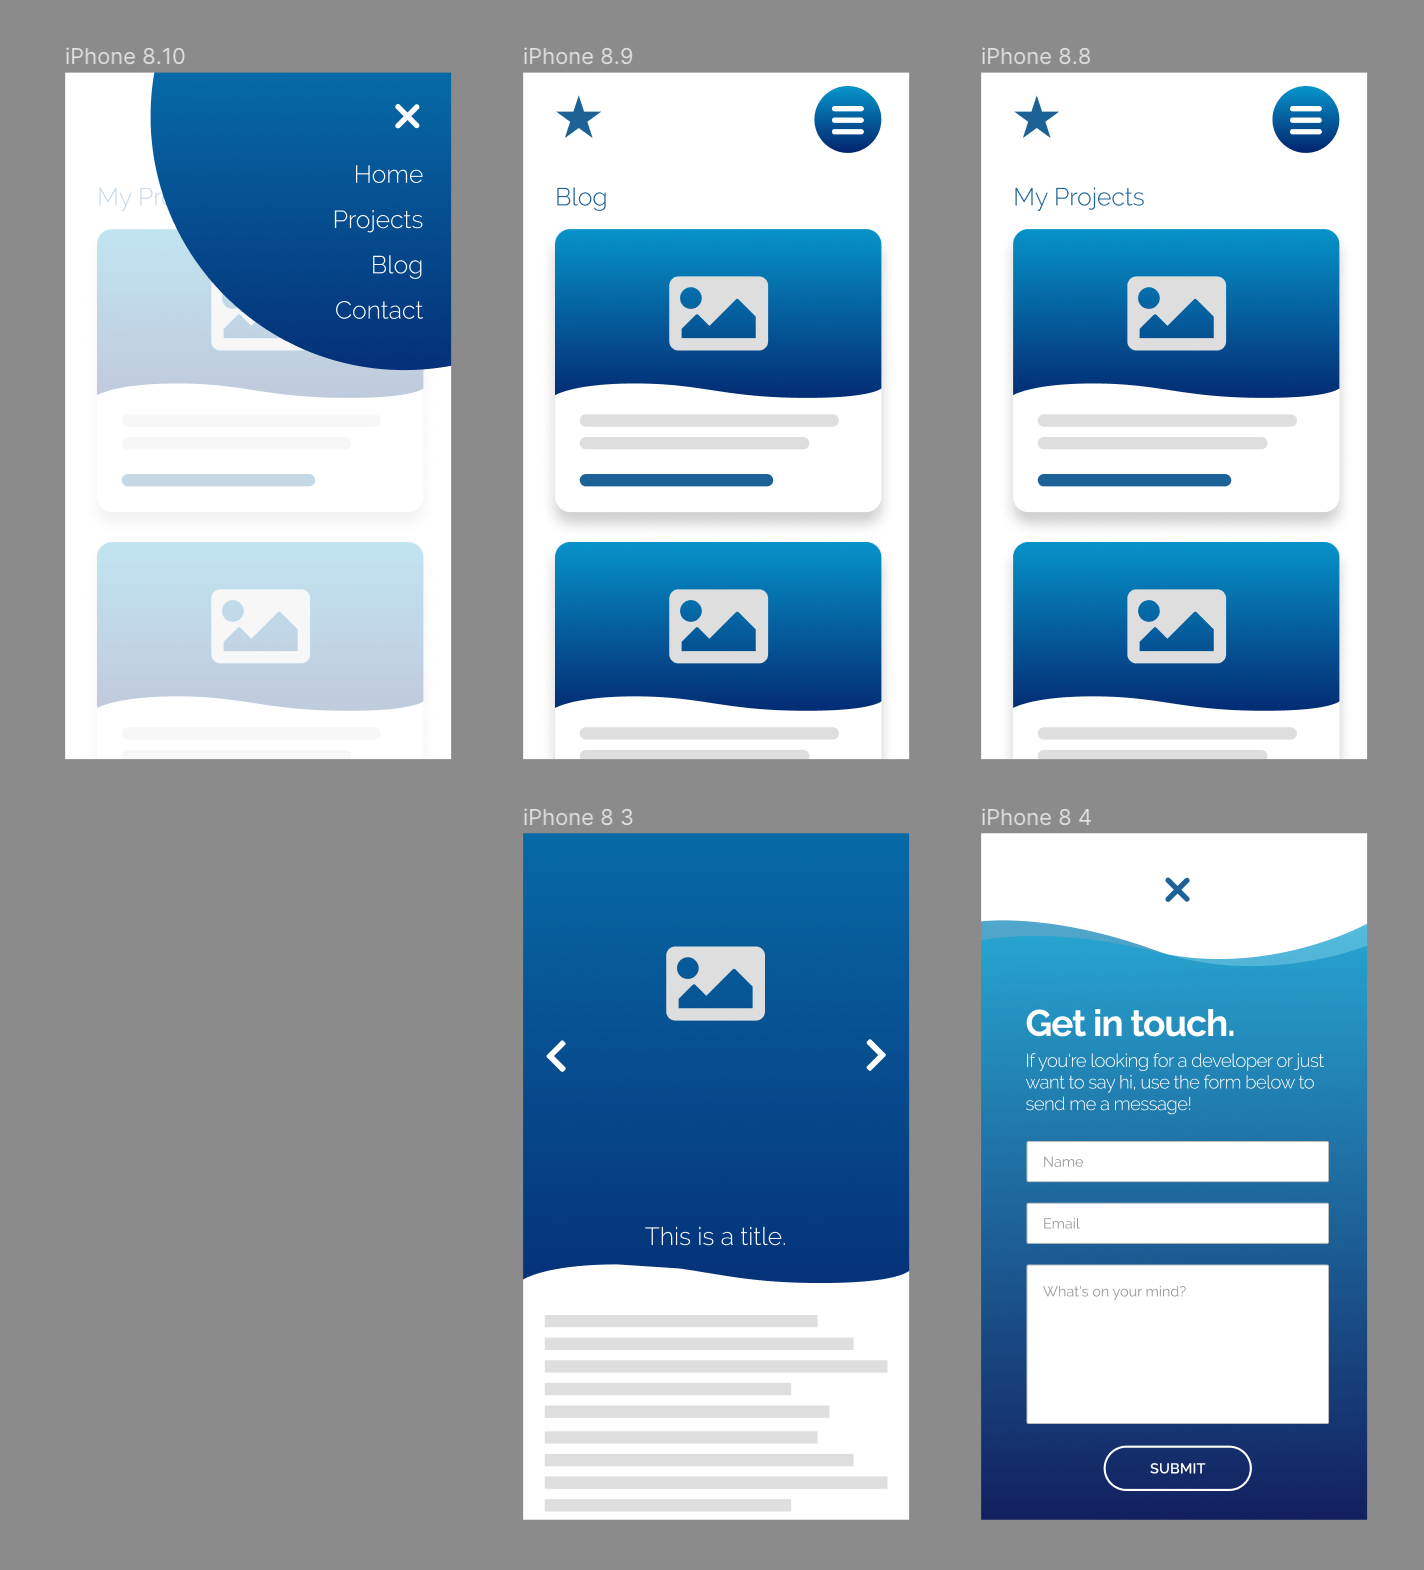 iPhone 8.10
My Pr
Home
Projects
Blog
Contact
iPhone 8.9
Blog
iPhone 8.8
My Projects
iPhone 8 3
This is a title.
iPhone 8 4
Get in touch.
If you're looking for a developer or just
want to say hi, use the form below to
send me a message!
Name
Email
What's on your mind?
SUBMIT